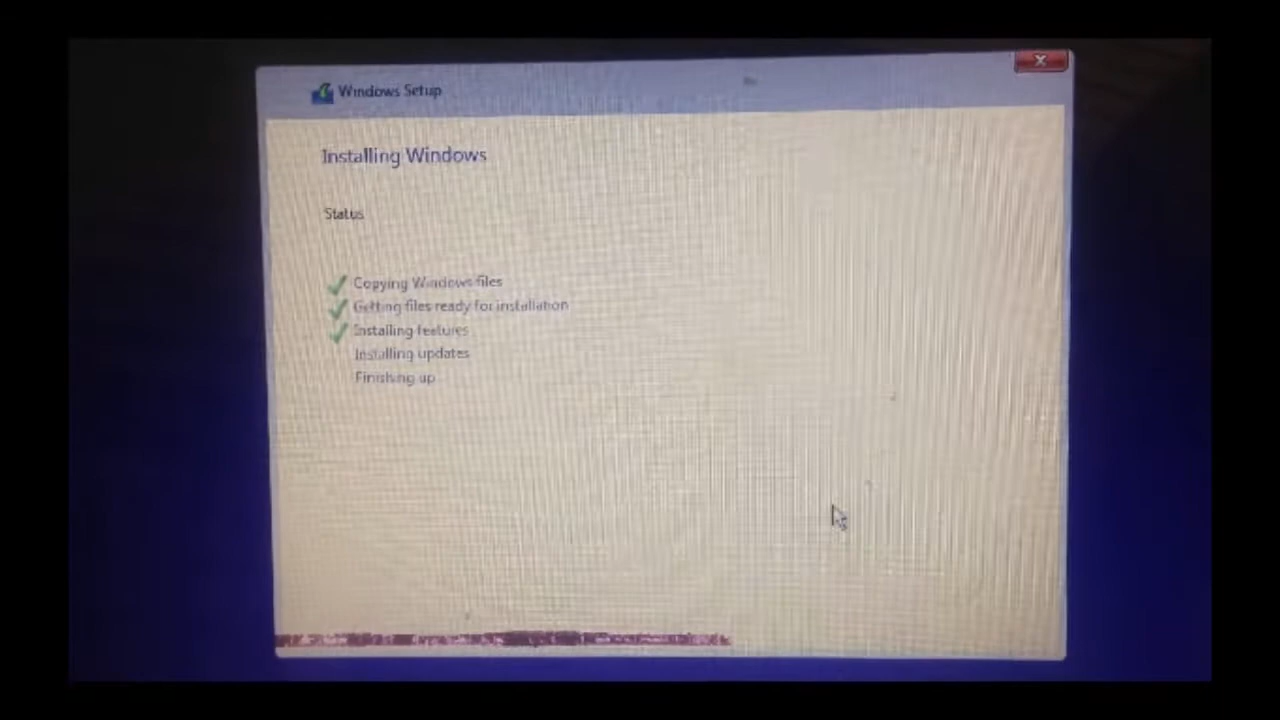 Windows Setup
Installing Windows
Status
Copying Windows files
Getting files ready for installation
Installing features
Installing updates
Finishing up